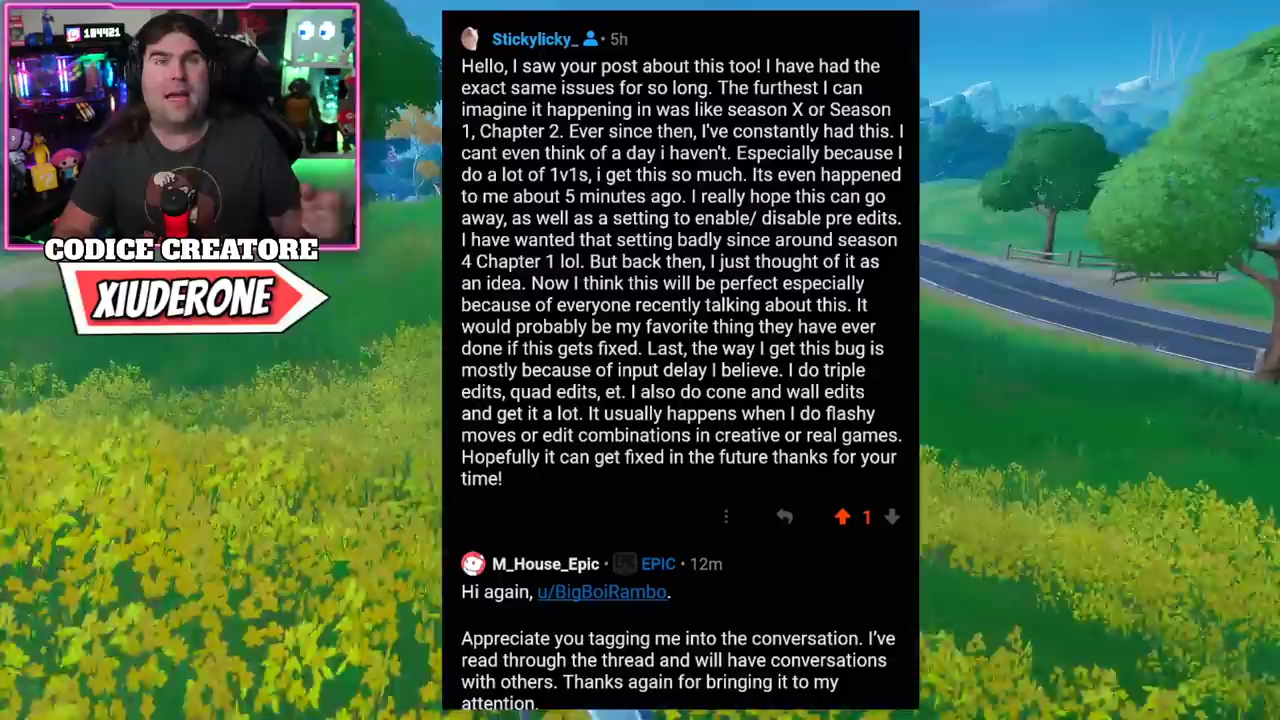 184421
CODICE CREATORE
XIUDERONE
Stickylicky_ · 5h
Hello, I saw your post about this too! I have had the
exact same issues for so long. The furthest I can
imagine it happening in was like season X or Season
1, Chapter 2. Ever since then, I've constantly had this. I
cant even think of a day i haven't. Especially because I
do a lot of 1v1s, i get this so much. Its even happened
to me about 5 minutes ago. I really hope this can go
away, as well as a setting to enable/ disable pre edits.
I have wanted that setting badly since around season
4 Chapter 1 lol. But back then, I just thought of it as
an idea. Now I think this will be perfect especially
because of everyone recently talking about this. It
would probably be my favorite thing they have ever
done if this gets fixed. Last, the way I get this bug is
mostly because of input delay I believe. I do triple
edits, quad edits, et. I also do cone and wall edits
and get it a lot. It usually happens when I do flashy
moves or edit combinations in creative or real games.
Hopefully it can get fixed in the future thanks for your
time!
1
M_House_Epic · EPIC · 12m
Hi again, u/BigBoiRambo.
Appreciate you tagging me into the conversation. I've
read through the thread and will have conversations
with others. Thanks again for bringing it to my
attention.